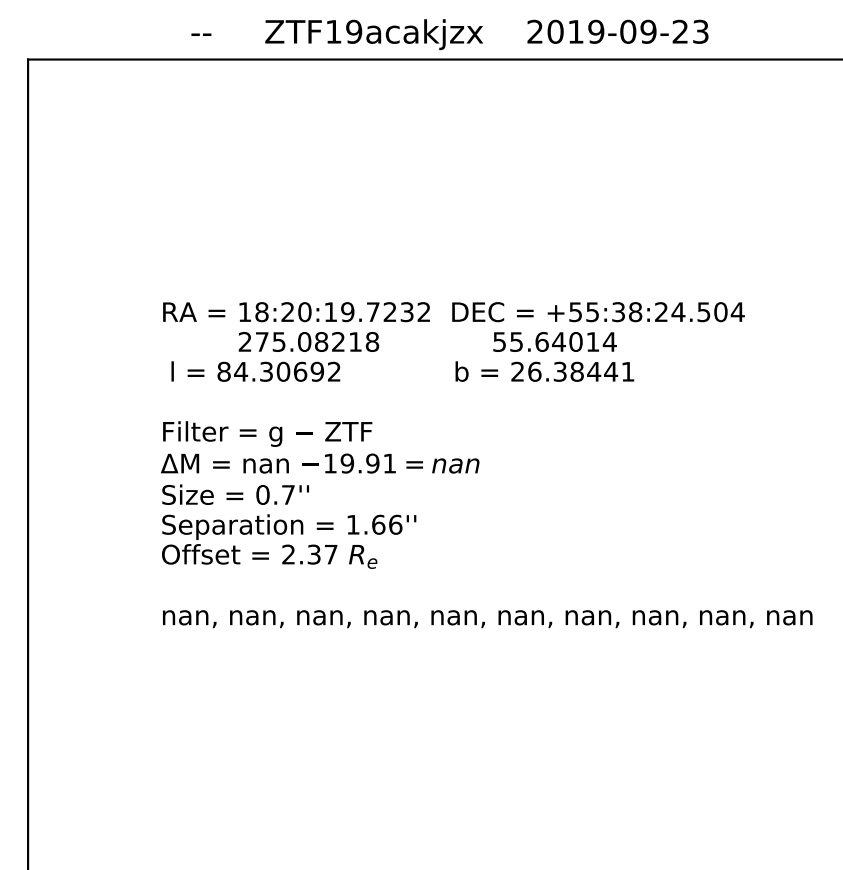 -- ZTF19acakjzx 2019-09-23
RA = 18:20:19.7232 DEC = +55:38:24.504
275.08218 55.64014
l = 84.30692 b = 26.38441
Filter = g − ZTF
ΔM = nan −19.91 = nan
Size = 0.7''
Separation = 1.66''
Offset = 2.37 Rₑ
nan, nan, nan, nan, nan, nan, nan, nan, nan, nan